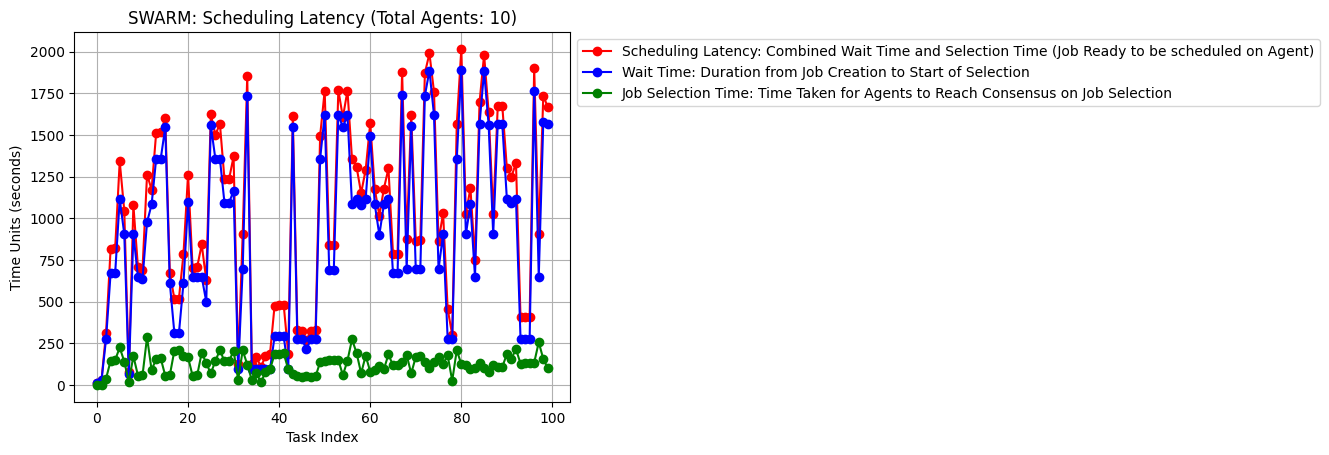 SWARM: Scheduling Latency (Total Agents: 10)
Scheduling Latency: Combined Wait Time and Selection Time (Job Ready to be scheduled on Agent)
Wait Time: Duration from Job Creation to Start of Selection
Job Selection Time: Time Taken for Agents to Reach Consensus on Job Selection
Time Units (seconds)
2000
1750
1500
1250
1000
750
500
250
0
0 20 40 60 80 100
Task Index